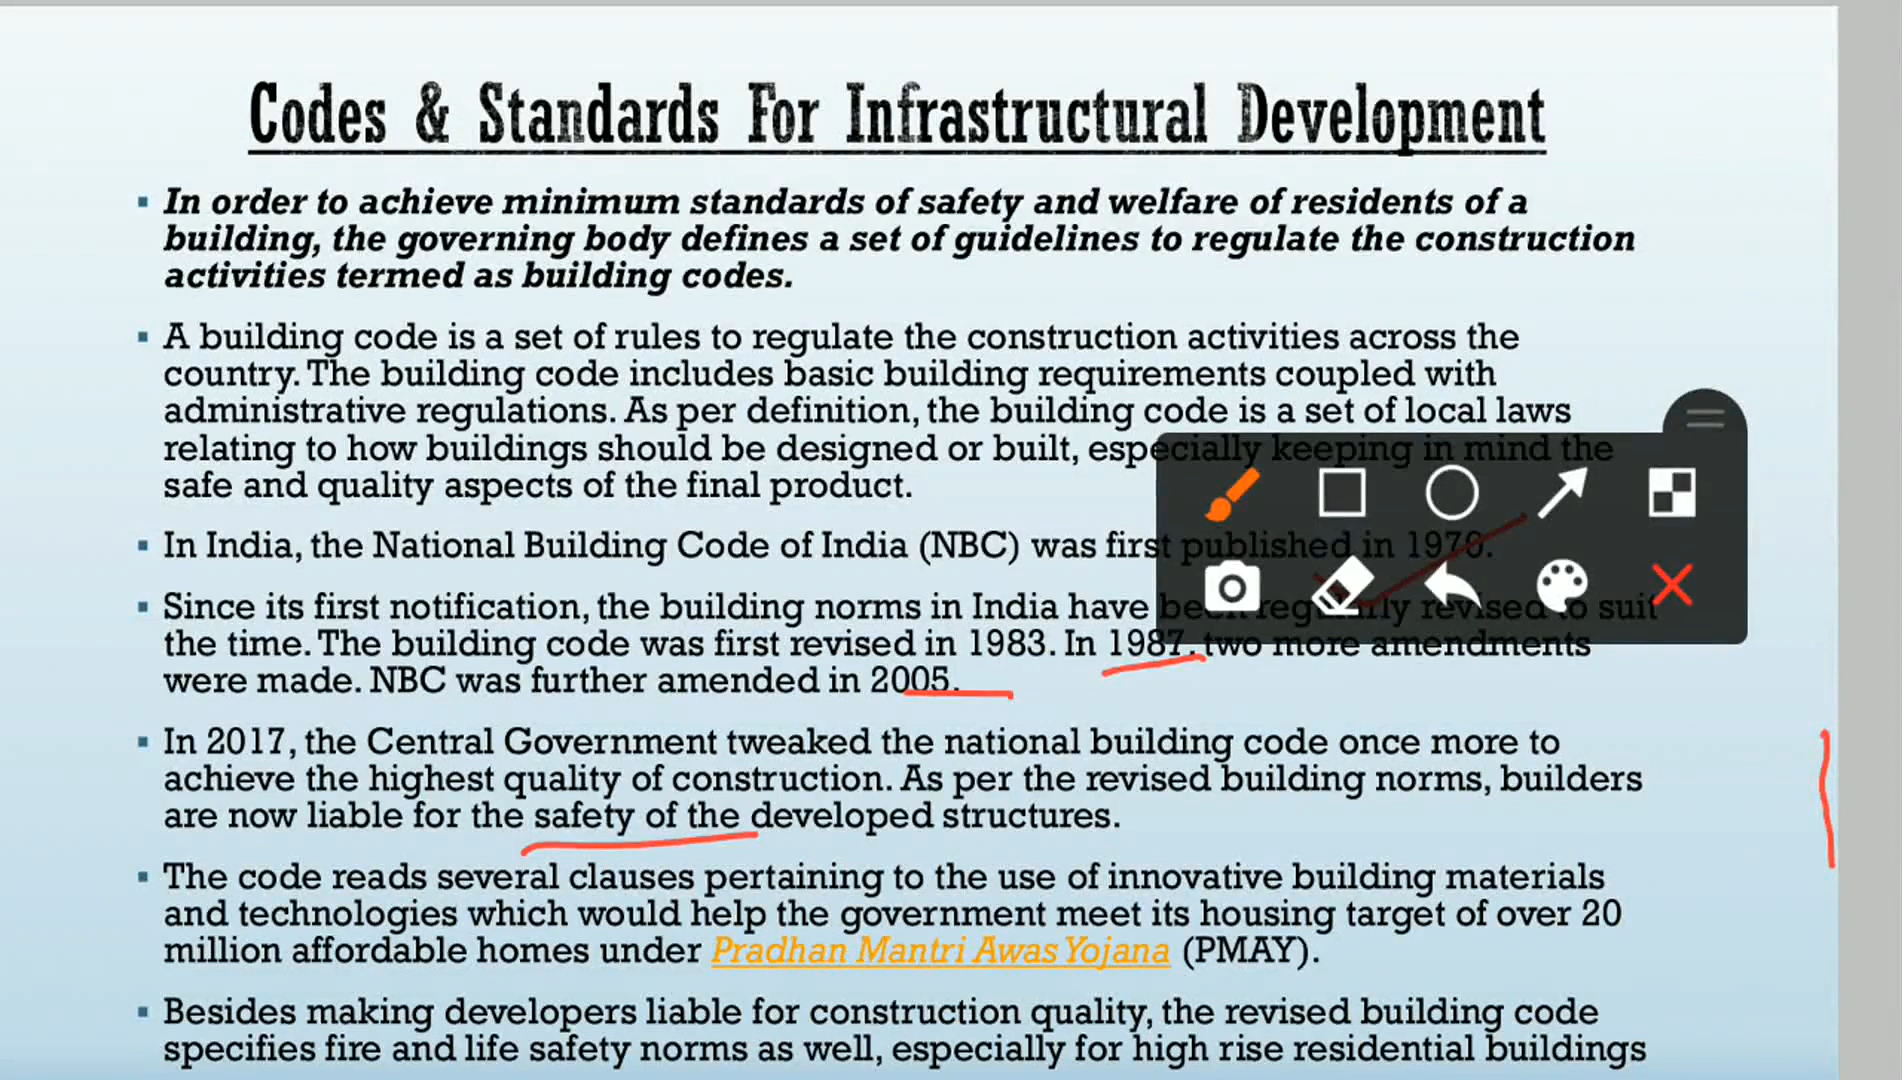 Codes & Standards For Infrastructural Development
▪ In order to achieve minimum standards of safety and welfare of residents of a
building, the governing body defines a set of guidelines to regulate the construction
activities termed as building codes.
▪ A building code is a set of rules to regulate the construction activities across the
country. The building code includes basic building requirements coupled with
administrative regulations. As per definition, the building code is a set of local laws
relating to how buildings should be designed or built, especially keeping in mind the
safe and quality aspects of the final product.
▪ In India, the National Building Code of India (NBC) was first published in 1970.
▪ Since its first notification, the building norms in India have been regularly revised to suit
the time. The building code was first revised in 1983. In 1987, two more amendments
were made. NBC was further amended in 2005.
▪ In 2017, the Central Government tweaked the national building code once more to
achieve the highest quality of construction. As per the revised building norms, builders
are now liable for the safety of the developed structures.
▪ The code reads several clauses pertaining to the use of innovative building materials
and technologies which would help the government meet its housing target of over 20
million affordable homes under Pradhan Mantri Awas Yojana (PMAY).
▪ Besides making developers liable for construction quality, the revised building code
specifies fire and life safety norms as well, especially for high rise residential buildings